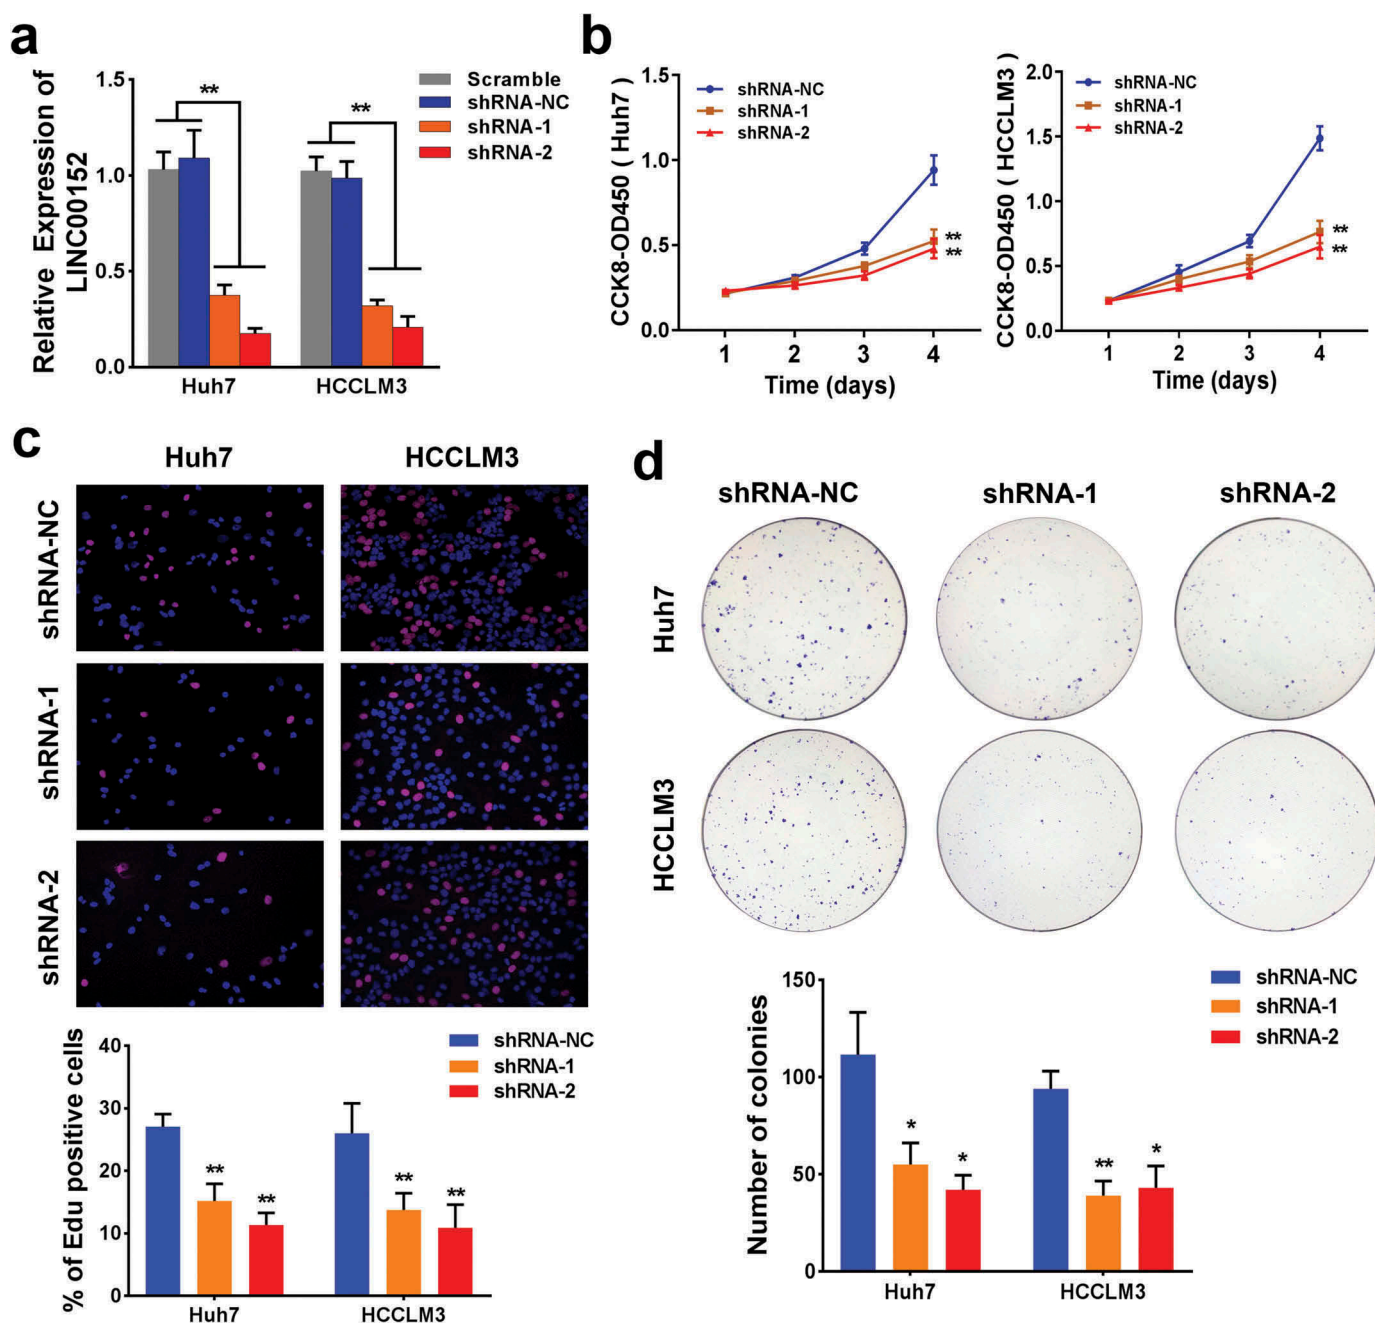 a
Relative Expression of
LINC00152
1.5
1.0
0.5
0.0
**
**
Scramble
shRNA-NC
shRNA-1
shRNA-2
Huh7
HCCLM3
b
CCK8-OD450 ( Huh7 )
1.5
1.0
0.5
0.0
shRNA-NC
shRNA-1
shRNA-2
**
**
1 2 3 4
Time (days)
CCK8-OD450 ( HCCLM3 )
2.0
1.5
1.0
0.5
0.0
shRNA-NC
shRNA-1
shRNA-2
**
**
1 2 3 4
Time (days)
c
Huh7 HCCLM3
shRNA-NC
shRNA-1
shRNA-2
% of Edu positive cells
40
30
20
10
0
shRNA-NC
shRNA-1
shRNA-2
** **
** **
Huh7 HCCLM3
d
shRNA-NC shRNA-1 shRNA-2
Huh7
HCCLM3
Number of colonies
150
100
50
0
shRNA-NC
shRNA-1
shRNA-2
* *
** *
Huh7 HCCLM3